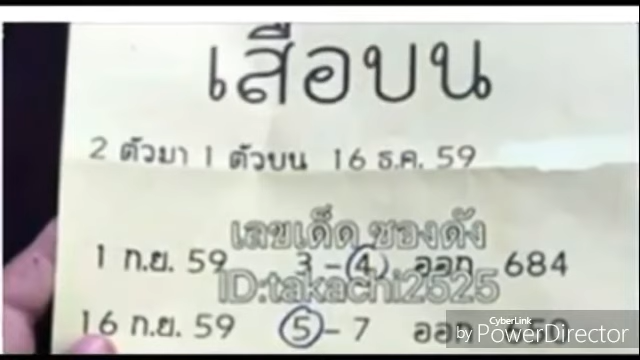 เสือบน
2 ตัวมา 1 ตัวบน 16 ธ.ค. 59
เลขเด็ด ซองดัง
1 ก.ย. 59 3-4 ออก 684
ID:takachi2525
16 ก.ย. 59 5-7 ออก
CyberLink
by PowerDirector